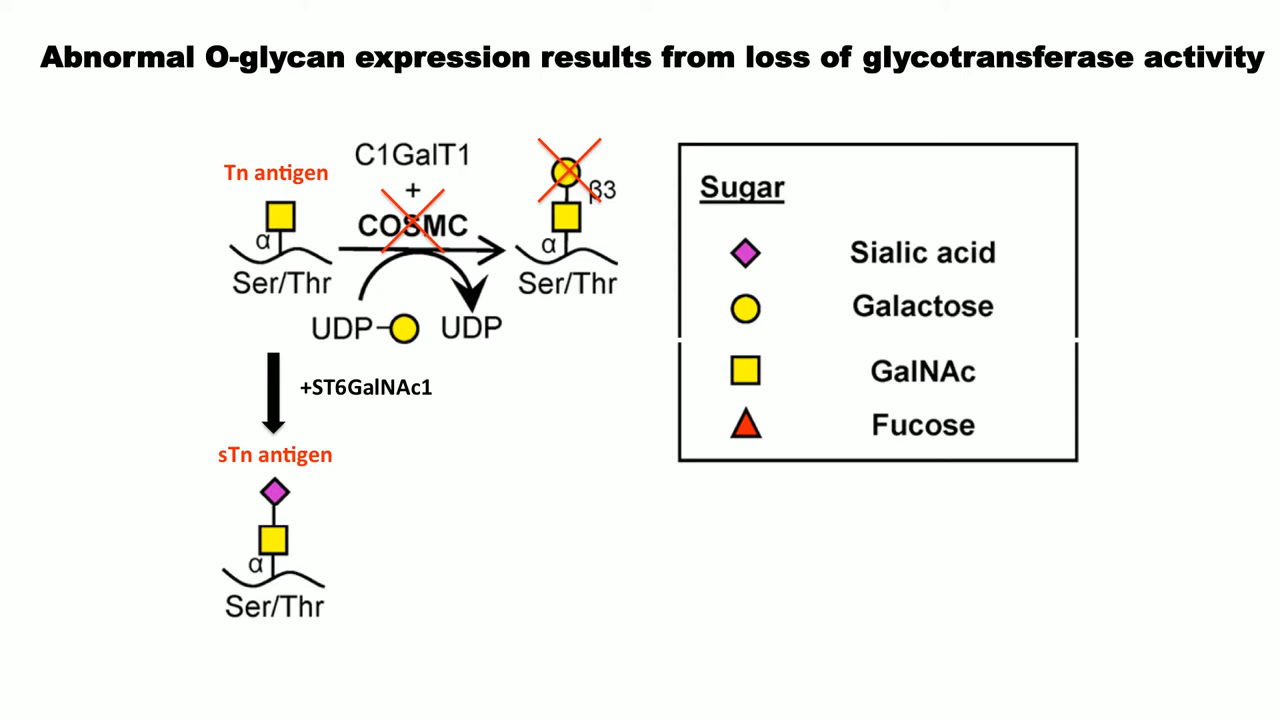 Abnormal O-glycan expression results from loss of glycotransferase activity
Tn antigen
C1GalT1
+
COSMC
α
Ser/Thr
UDP
UDP
β3
α
Ser/Thr
+ST6GalNAc1
sTn antigen
α
Ser/Thr
Sugar
Sialic acid
Galactose
GalNAc
Fucose